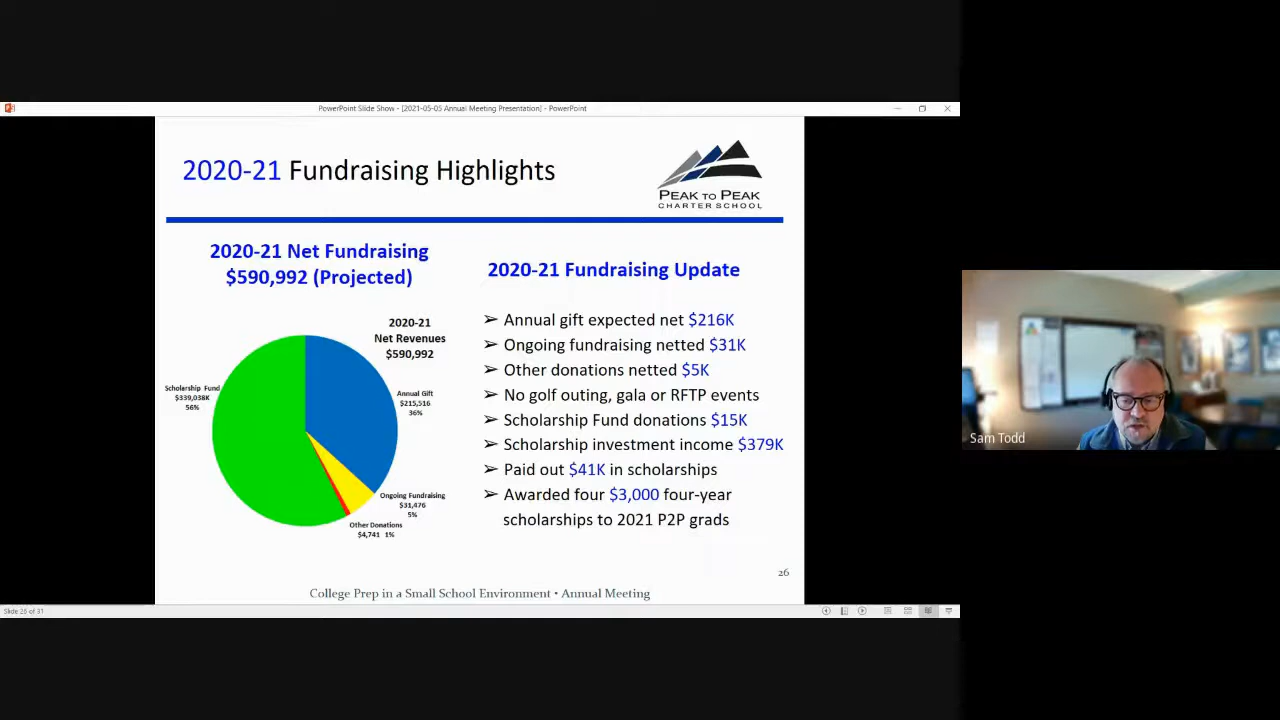 PowerPoint Slide Show - [2021-05-05 Annual Meeting Presentation] - PowerPoint
2020-21 Fundraising Highlights
PEAK TO PEAK
CHARTER SCHOOL
2020-21 Net Fundraising
$590,992 (Projected)
2020-21
Net Revenues
$590,992
Scholarship Fund
$339,038K
56%
Annual Gift
$215,516
36%
Ongoing Fundraising
$31,476
5%
Other Donations
$4,741 1%
2020-21 Fundraising Update
➢ Annual gift expected net $216K
➢ Ongoing fundraising netted $31K
➢ Other donations netted $5K
➢ No golf outing, gala or RFTP events
➢ Scholarship Fund donations $15K
➢ Scholarship investment income $379K
➢ Paid out $41K in scholarships
➢ Awarded four $3,000 four-year
scholarships to 2021 P2P grads
26
College Prep in a Small School Environment • Annual Meeting
Slide 26 of 31
Sam Todd